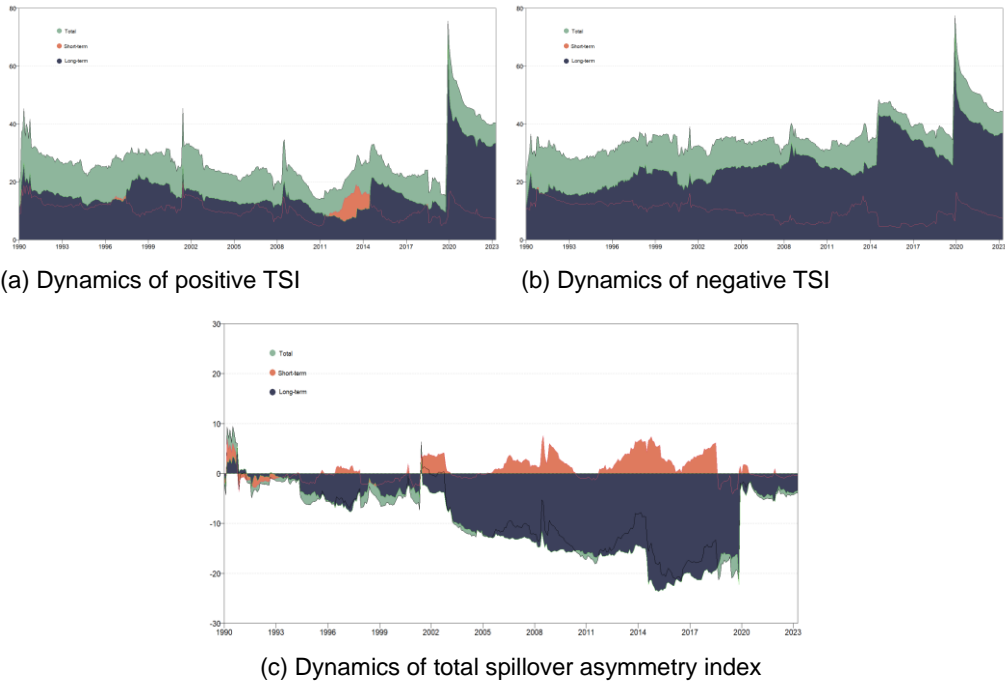 80
60
40
20
0
Total
Short-term
Long-term
1990 1993 1996 1999 2002 2005 2008 2011 2014 2017 2020 2023
80
60
40
20
0
Total
Short-term
Long-term
1990 1993 1996 1999 2002 2005 2008 2011 2014 2017 2020 2023
(a) Dynamics of positive TSI
(b) Dynamics of negative TSI
30
20
10
0
-10
-20
-30
Total
Short-term
Long-term
1990 1993 1996 1999 2002 2005 2008 2011 2014 2017 2020 2023
(c) Dynamics of total spillover asymmetry index